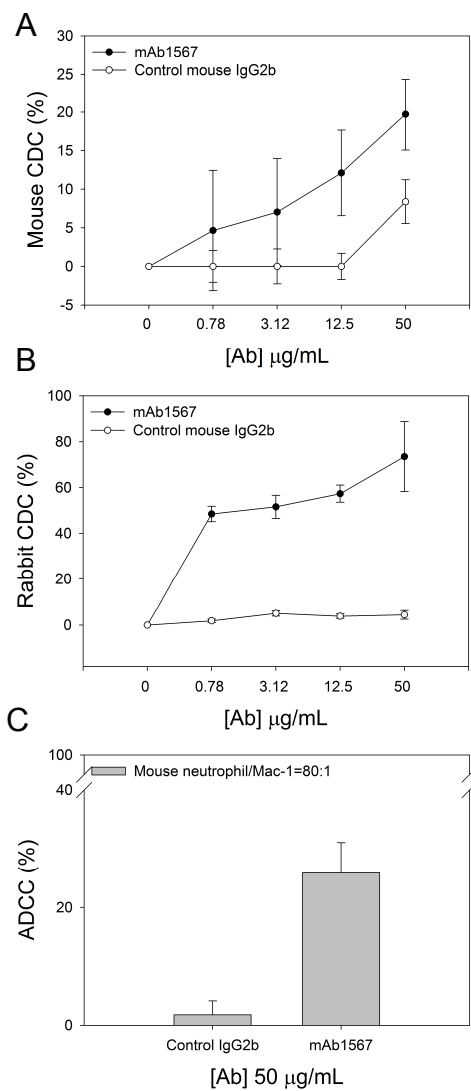 A
Mouse CDC (%)
30
25
20
15
10
5
0
-5
mAb1567
Control mouse IgG2b
0 0.78 3.12 12.5 50
[Ab] μg/mL
B
Rabbit CDC (%)
100
80
60
40
20
0
mAb1567
Control mouse IgG2b
0 0.78 3.12 12.5 50
[Ab] μg/mL
C
ADCC (%)
100
40
20
0
Mouse neutrophil/Mac-1=80:1
Control IgG2b mAb1567
[Ab] 50 μg/mL